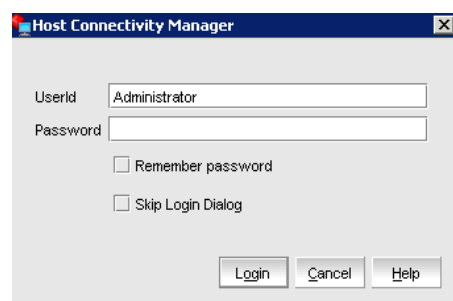 Host Connectivity Manager
UserId Administrator
Password
Remember password
Skip Login Dialog
Login Cancel Help